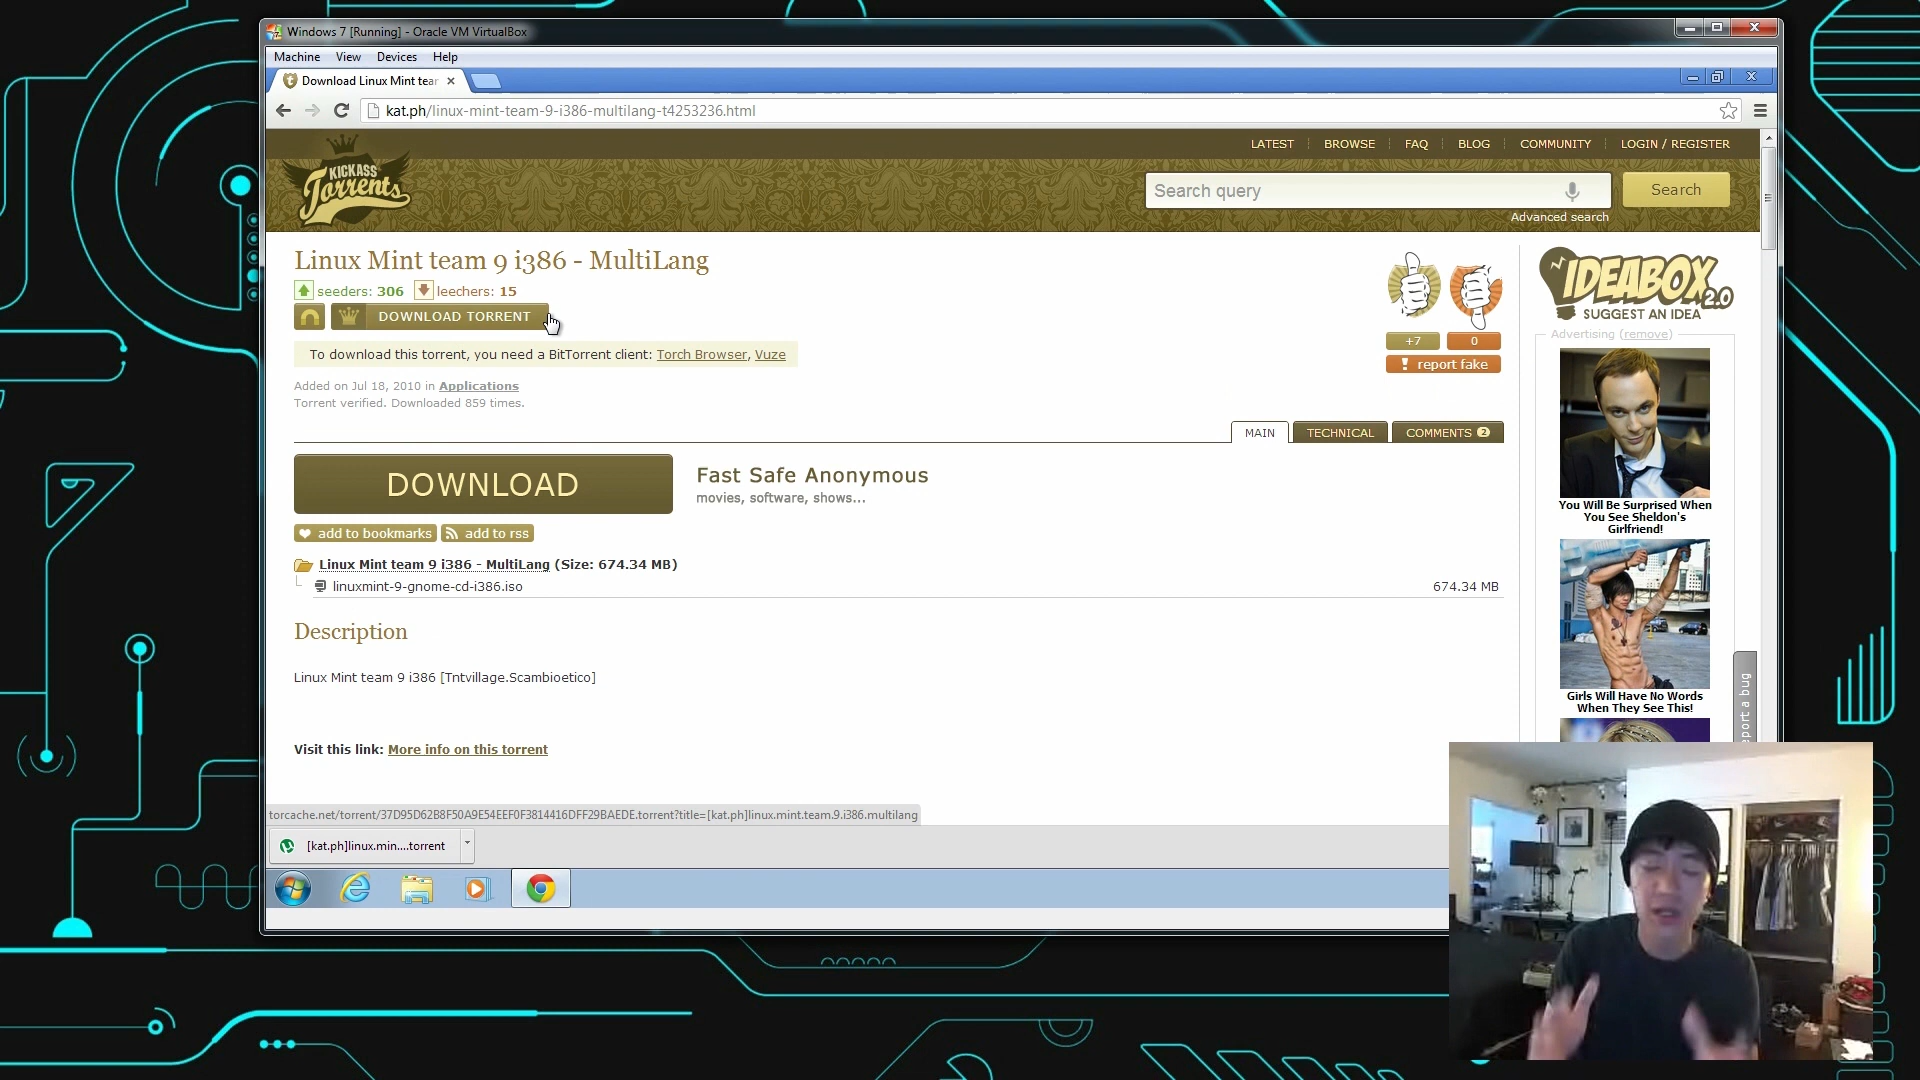 Windows 7 [Running] - Oracle VM VirtualBox
Machine View Devices Help
Download Linux Mint tear
kat.ph/linux-mint-team-9-i386-multilang-t4253236.html
LATEST BROWSE FAQ BLOG COMMUNITY LOGIN / REGISTER
KICKASS
Torrents
Search query
Search
Advanced search
Linux Mint team 9 i386 - MultiLang
seeders: 306 leechers: 15
DOWNLOAD TORRENT
To download this torrent, you need a BitTorrent client: Torch Browser, Vuze
Added on Jul 18, 2010 in Applications
Torrent verified. Downloaded 859 times.
+7 0
! report fake
IDEABOX 2.0
SUGGEST AN IDEA
Advertising (remove)
MAIN TECHNICAL COMMENTS 2
DOWNLOAD
Fast Safe Anonymous
movies, software, shows...
add to bookmarks add to rss
Linux Mint team 9 i386 - MultiLang (Size: 674.34 MB)
linuxmint-9-gnome-cd-i386.iso 674.34 MB
Description
Linux Mint team 9 i386 [Tntvillage.Scambioetico]
Visit this link: More info on this torrent
You Will Be Surprised When
You See Sheldon's
Girlfriend!
Girls Will Have No Words
When They See This!
port a bug
torcache.net/torrent/37D95D62B8F50A9E54EEF0F3814416DFF29BAEDE.torrent?title=[kat.ph]linux.mint.team.9.i386.multilang
[kat.ph]linux.min....torrent